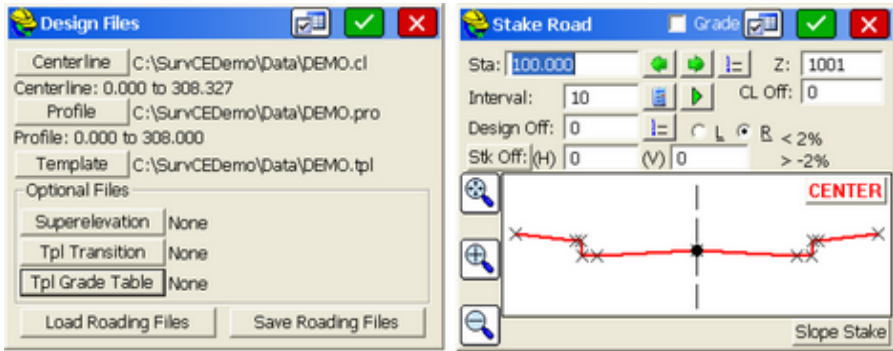 Design Files
Centerline C:\SurvCEDemo\Data\DEMO.cl
Centerline: 0.000 to 308.327
Profile C:\SurvCEDemo\Data\DEMO.pro
Profile: 0.000 to 308.000
Template C:\SurvCEDemo\Data\DEMO.tpl
Optional Files
Superelevation None
Tpl Transition None
Tpl Grade Table None
Load Roading Files Save Roading Files
Stake Road Grade
Sta: 100.000 Z: 1001
Interval: 10 CL Off: 0
Design Off: 0 L R < 2%
Stk Off: (H) 0 (V) 0 > -2%
CENTER
Slope Stake